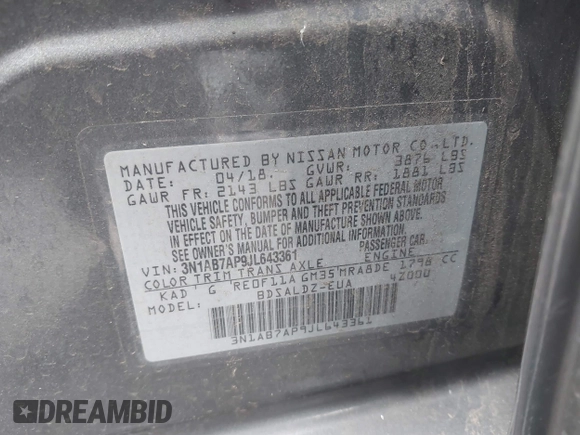 MANUFACTURED BY NISSAN MOTOR CO.,LTD.
DATE: 04/18. GVWR: 3876 LBS
GAWR FR: 2143 LBS GAWR RR: 1881 LBS
THIS VEHICLE CONFORMS TO ALL APPLICABLE FEDERAL MOTOR
VEHICLE SAFETY, BUMPER AND THEFT PREVENTION STANDARDS
IN EFFECT ON THE DATE OF MANUFACTURE SHOWN ABOVE.
SEE OWNER'S MANUAL FOR ADDITIONAL INFORMATION.
VIN: 3N1AB7AP9JL643361 PASSENGER CAR
COLOR TRIM TRANS AXLE ENGINE
KAD G RE0F11A GM35 MRA8DE 1798 CC
MODEL: BDSALDZ-EUA 4Z00U
3N1AB7AP9JL643361
DREAMBID